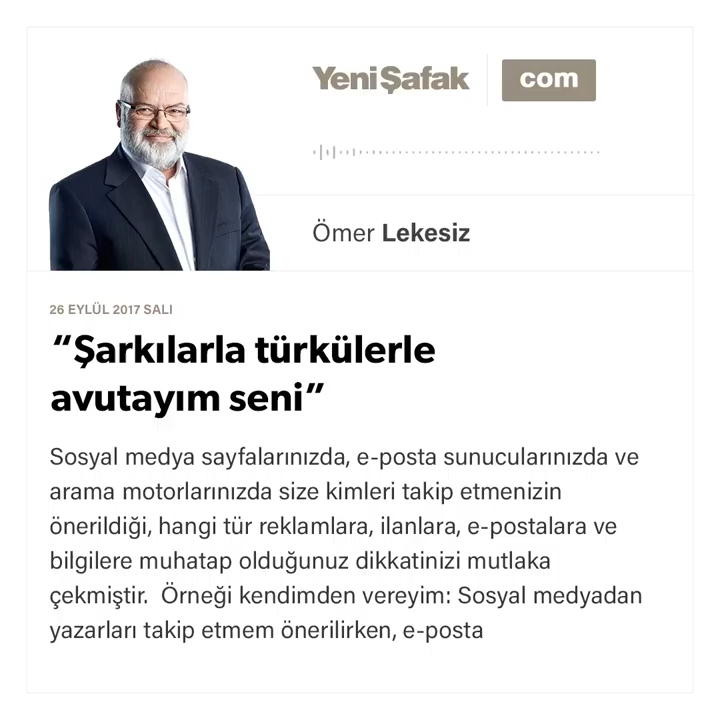 YeniŞafak com
Ömer Lekesiz
26 EYLÜL 2017 SALI
“Şarkılarla türkülerle
avutayım seni”
Sosyal medya sayfalarınızda, e-posta sunucularınızda ve
arama motorlarınızda size kimleri takip etmenizin
önerildiği, hangi tür reklamlara, ilanlara, e-postalara ve
bilgilere muhatap olduğunuz dikkatinizi mutlaka
çekmiştir.  Örneği kendimden vereyim: Sosyal medyadan
yazarları takip etmem önerilirken, e-posta